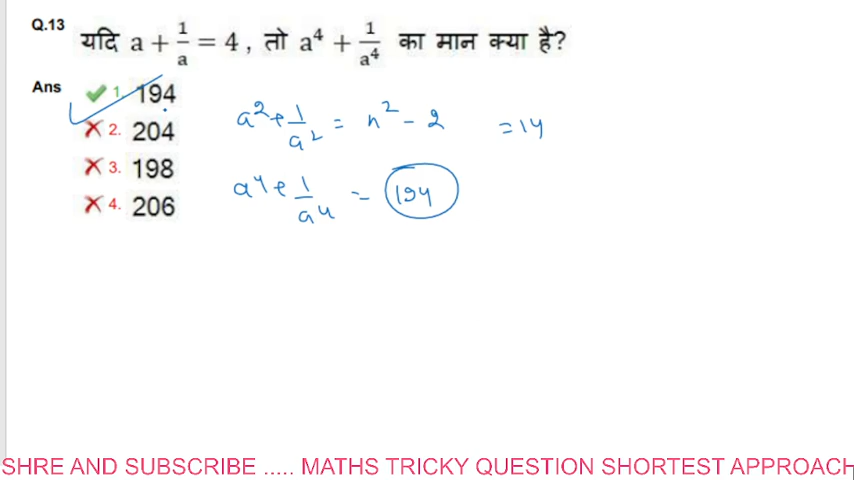 Q.13 यदि a + 1/a = 4 , तो a⁴ + 1/a⁴ का मान क्या है?
Ans 1. 194
2. 204
3. 198
4. 206
a² + 1/a² = n² - 2 = 14
a⁴ + 1/a⁴ = 194
SHRE AND SUBSCRIBE ..... MATHS TRICKY QUESTION SHORTEST APPROACH